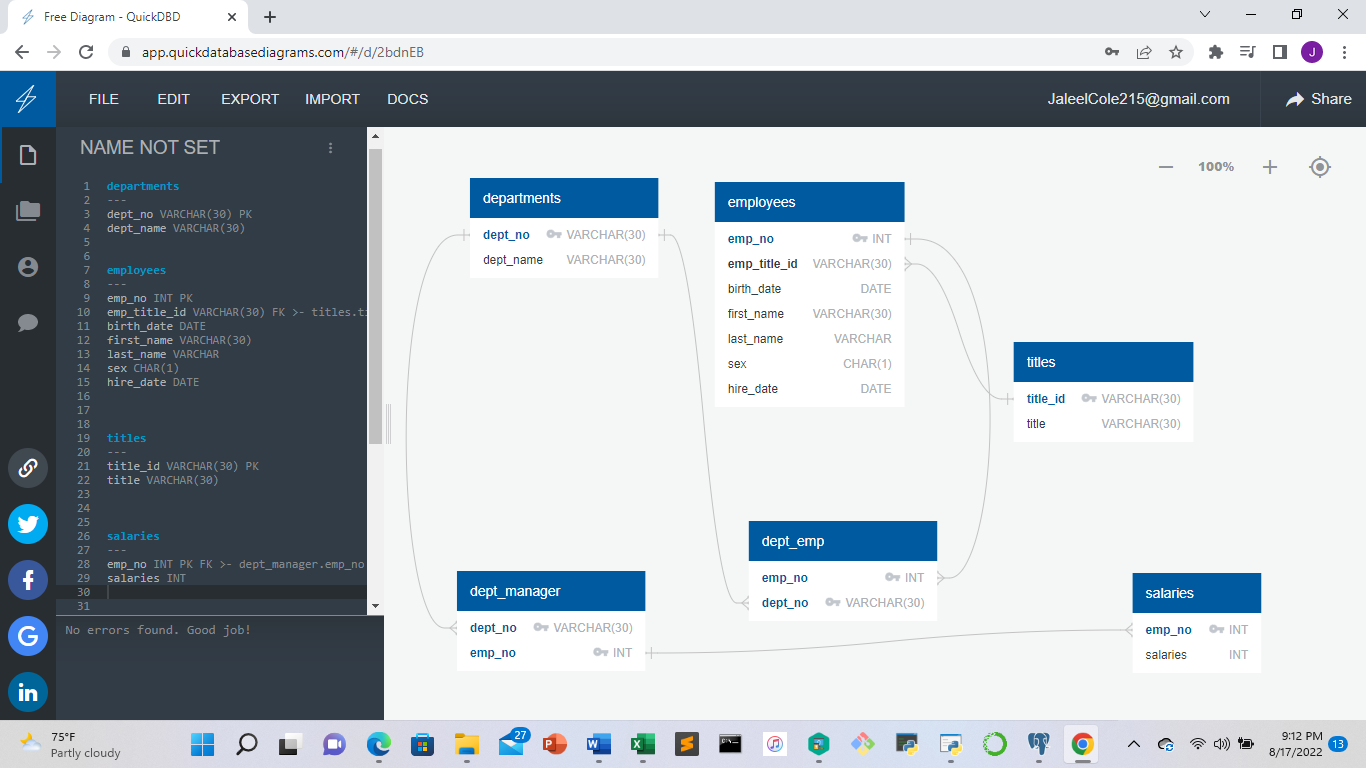 Free Diagram - QuickDBD
app.quickdatabasediagrams.com/#/d/2bdnEB
J
FILE EDIT EXPORT IMPORT DOCS
JaleelCole215@gmail.com
Share
NAME NOT SET
1 departments
2 ---
3 dept_no VARCHAR(30) PK
4 dept_name VARCHAR(30)
5
6
7 employees
8 ---
9 emp_no INT PK
10 emp_title_id VARCHAR(30) FK >- titles.ti
11 birth_date DATE
12 first_name VARCHAR(30)
13 last_name VARCHAR
14 sex CHAR(1)
15 hire_date DATE
16
17
18
19 titles
20 ---
21 title_id VARCHAR(30) PK
22 title VARCHAR(30)
23
24
25
26 salaries
27 ---
28 emp_no INT PK FK >- dept_manager.emp_no
29 salaries INT
30
31
No errors found. Good job!
100%
departments
dept_no VARCHAR(30)
dept_name VARCHAR(30)
employees
emp_no INT
emp_title_id VARCHAR(30)
birth_date DATE
first_name VARCHAR(30)
last_name VARCHAR
sex CHAR(1)
hire_date DATE
titles
title_id VARCHAR(30)
title VARCHAR(30)
dept_emp
emp_no INT
dept_no VARCHAR(30)
dept_manager
dept_no VARCHAR(30)
emp_no INT
salaries
emp_no INT
salaries INT
75°F
Partly cloudy
27
9:12 PM
8/17/2022
13